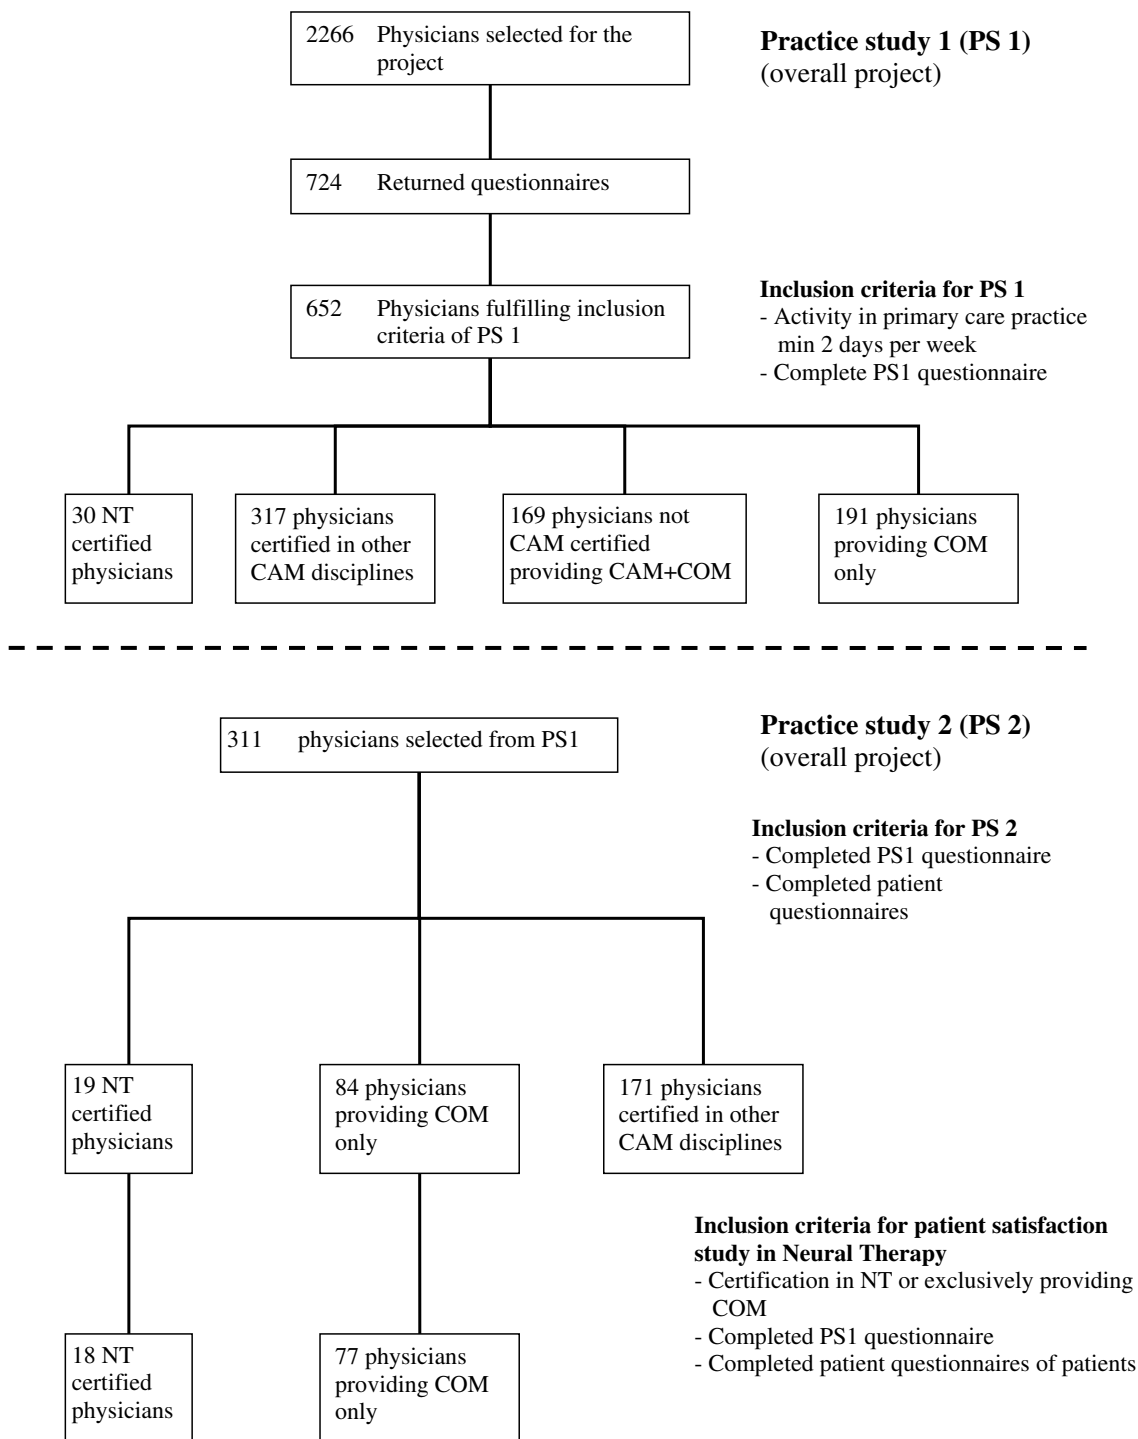 2266 Physicians selected for the
project
Practice study 1 (PS 1)
(overall project)
724 Returned questionnaires
652 Physicians fulfilling inclusion
criteria of PS 1
Inclusion criteria for PS 1
- Activity in primary care practice
min 2 days per week
- Complete PS1 questionnaire
30 NT
certified
physicians
317 physicians
certified in other
CAM disciplines
169 physicians not
CAM certified
providing CAM+COM
191 physicians
providing COM
only
311 physicians selected from PS1
Practice study 2 (PS 2)
(overall project)
Inclusion criteria for PS 2
- Completed PS1 questionnaire
- Completed patient
questionnaires
19 NT
certified
physicians
84 physicians
providing COM
only
171 physicians
certified in other
CAM disciplines
Inclusion criteria for patient satisfaction
study in Neural Therapy
- Certification in NT or exclusively providing
COM
- Completed PS1 questionnaire
- Completed patient questionnaires of patients
18 NT
certified
physicians
77 physicians
providing COM
only